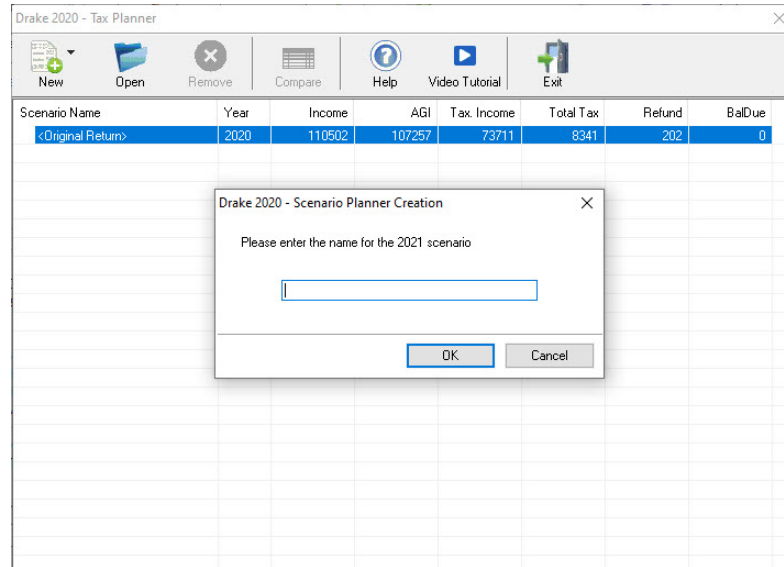 Drake 2020 - Tax Planner
New Open Remove Compare Help Video Tutorial Exit
Scenario Name Year Income AGI Tax. Income Total Tax Refund BalDue
<Original Return> 2020 110502 107257 73711 8341 202 0
Drake 2020 - Scenario Planner Creation
Please enter the name for the 2021 scenario
OK Cancel